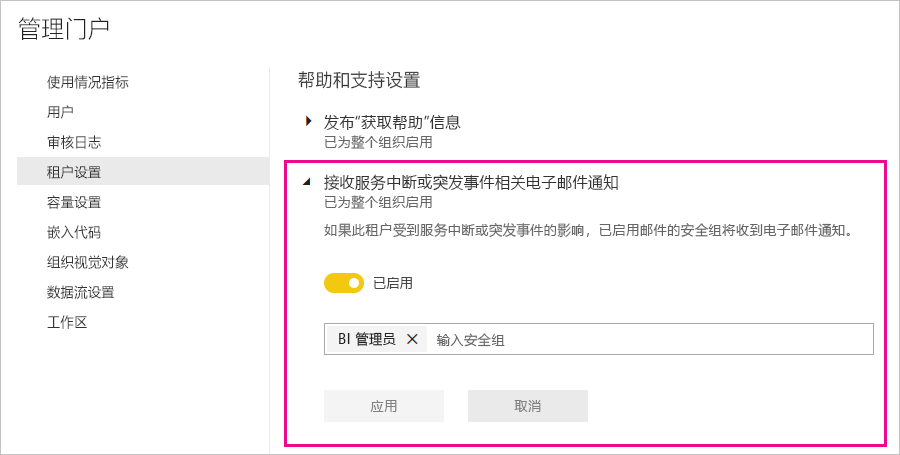 管理门户
使用情况指标
用户
审核日志
租户设置
容量设置
嵌入代码
组织视觉对象
数据流设置
工作区
帮助和支持设置
发布“获取帮助”信息
已为整个组织启用
接收服务中断或突发事件相关电子邮件通知
已为整个组织启用
如果此租户受到服务中断或突发事件的影响，已启用邮件的安全组将收到电子邮件通知。
已启用
BI 管理员 ✕ 输入安全组
应用 取消